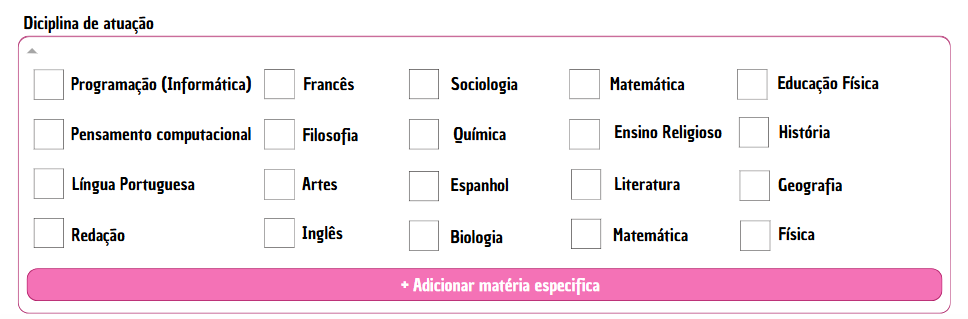 Diciplina de atuação
Programação (Informática) Francês Sociologia Matemática Educação Física
Pensamento computacional Filosofia Química Ensino Religioso História
Língua Portuguesa Artes Espanhol Literatura Geografia
Redação Inglês Biologia Matemática Física
+ Adicionar matéria especifica